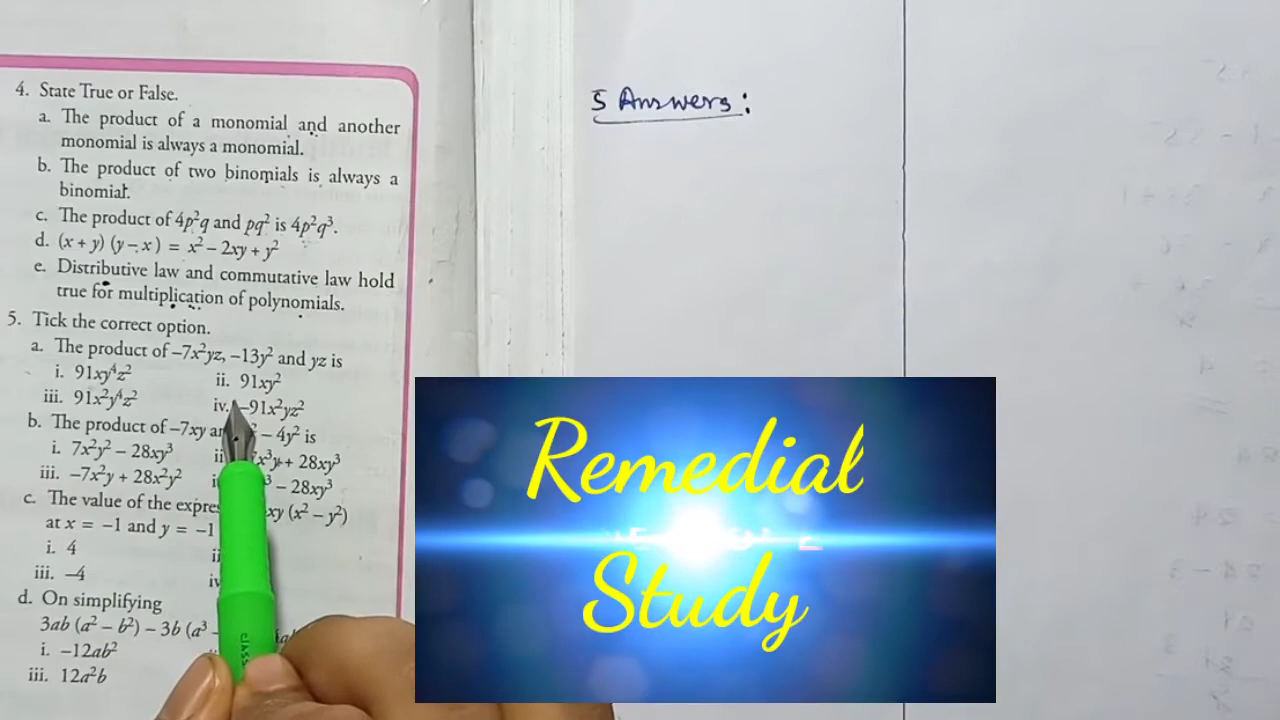 4. State True or False.
a. The product of a monomial and another
monomial is always a monomial.
b. The product of two binomials is always a
binomial.
c. The product of 4p²q and pq² is 4p²q³.
d. (x + y) (y – x) = x² – 2xy + y²
e. Distributive law and commutative law hold
true for multiplication of polynomials.
5. Tick the correct option.
a. The product of –7x²yz, –13y² and yz is
i. 91xy⁴z² ii. 91xy²
iii. 91x²y⁴z² iv. –91x²yz²
b. The product of –7xy – 4y² is
i. 7x²y² – 28xy³ + 28xy³
iii. –7x²y + 28x²y² – 28xy³
c. The value of the xy (x² – y²)
at x = –1 and y = –1
i. 4
iii. –4
d. On simplifying
3ab (a² – b²) – 3b (a³
i. –12ab²
iii. 12a²b
5 Answers:
Remedial
Study